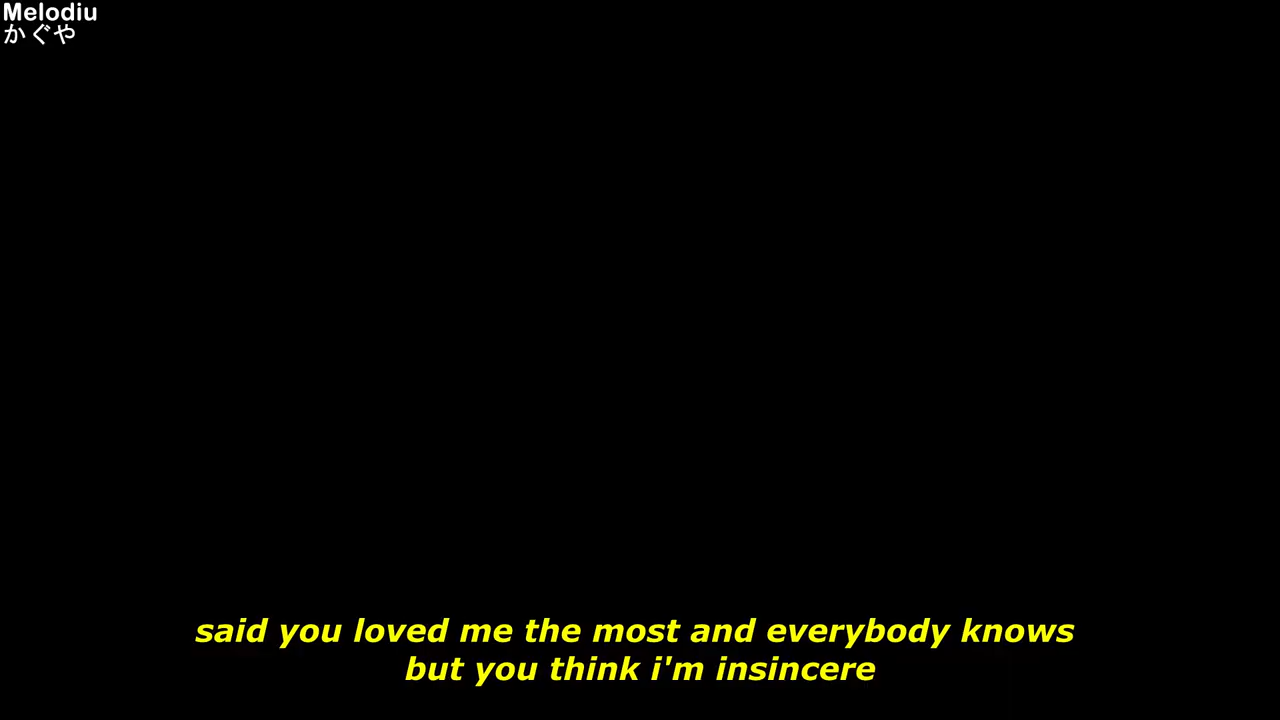 Melodiu
かぐや
said you loved me the most and everybody knows
but you think i'm insincere